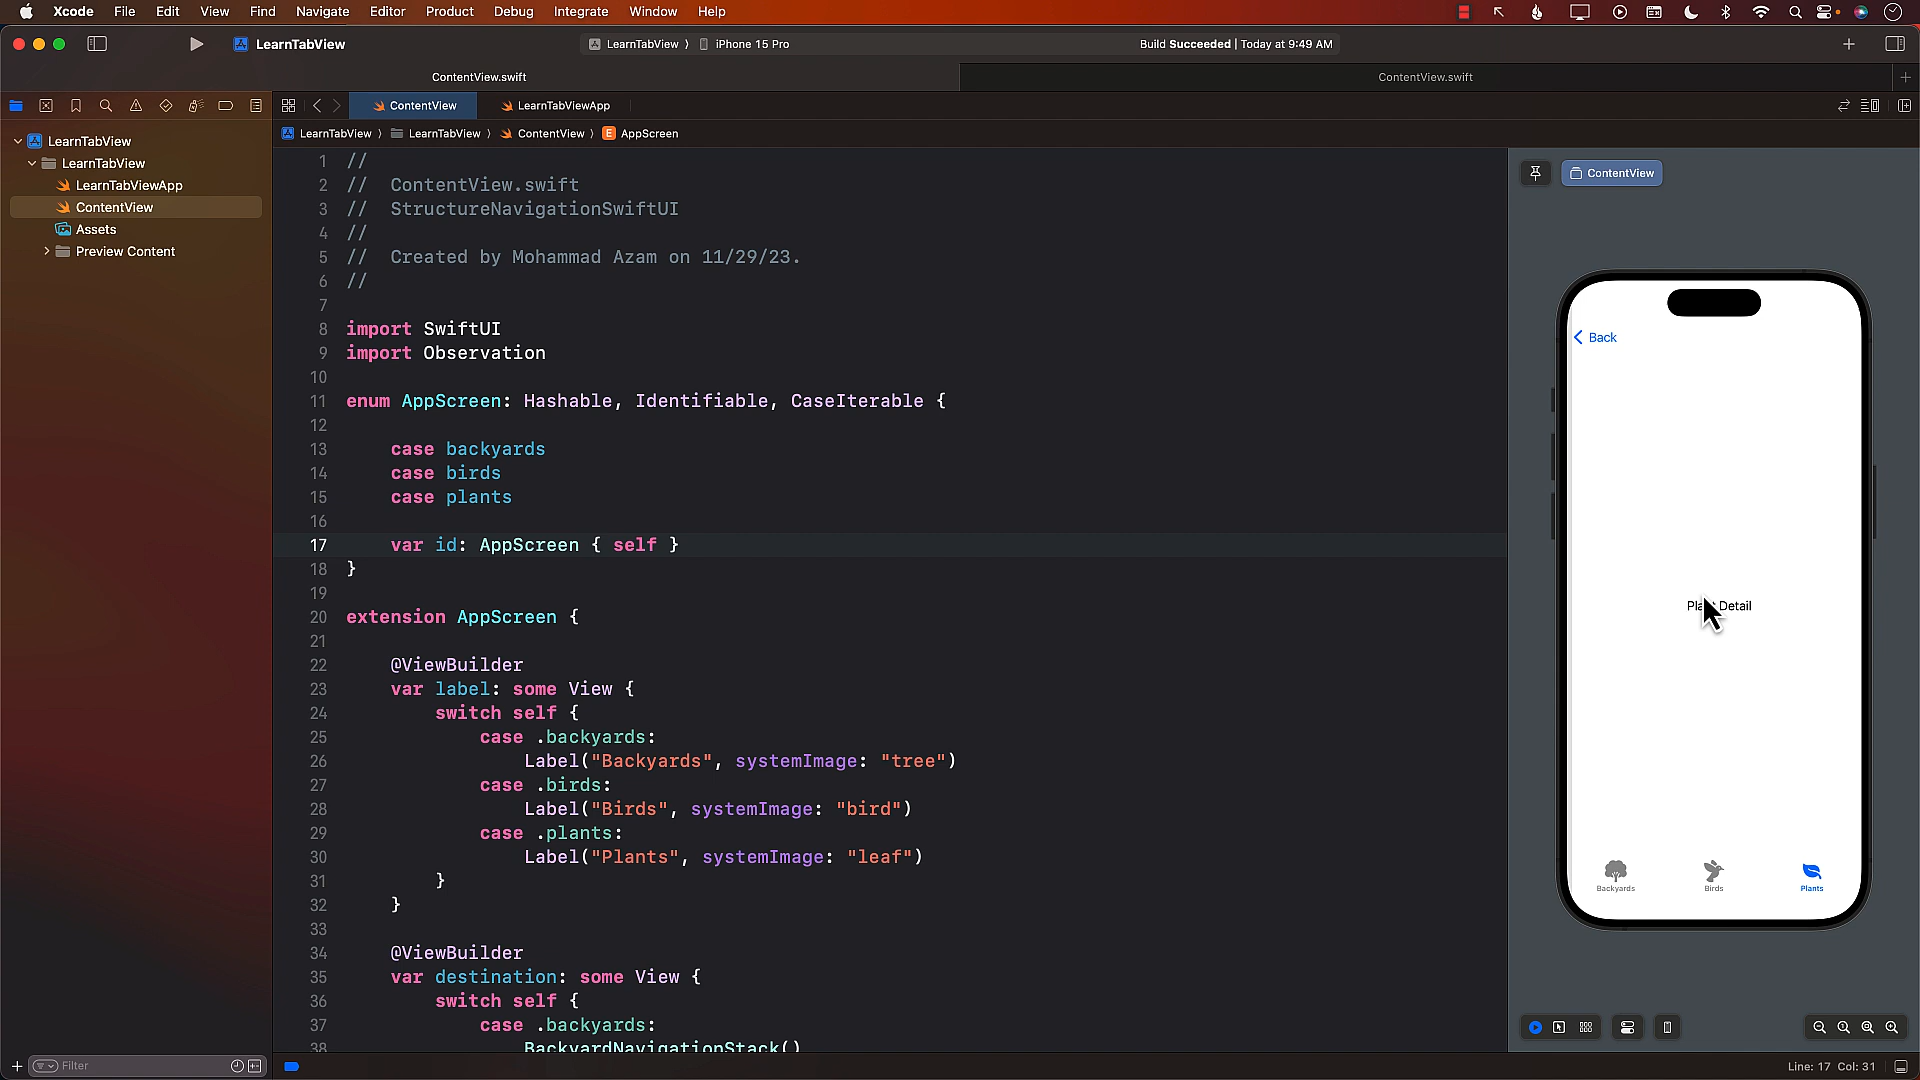 Xcode File Edit View Find Navigate Editor Product Debug Integrate Window Help
LearnTabView
LearnTabView ⟩ iPhone 15 Pro
Build Succeeded | Today at 9:49 AM
ContentView.swift
ContentView.swift
ContentView
LearnTabViewApp
LearnTabView ⟩ LearnTabView ⟩ ContentView ⟩ E AppScreen
LearnTabView
LearnTabView
LearnTabViewApp
ContentView
Assets
Preview Content
Filter
1 //
2 //  ContentView.swift
3 //  StructureNavigationSwiftUI
4 //
5 //  Created by Mohammad Azam on 11/29/23.
6 //
7
8 import SwiftUI
9 import Observation
10
11 enum AppScreen: Hashable, Identifiable, CaseIterable {
12
13     case backyards
14     case birds
15     case plants
16
17     var id: AppScreen { self }
18 }
19
20 extension AppScreen {
21
22     @ViewBuilder
23     var label: some View {
24         switch self {
25             case .backyards:
26                 Label("Backyards", systemImage: "tree")
27             case .birds:
28                 Label("Birds", systemImage: "bird")
29             case .plants:
30                 Label("Plants", systemImage: "leaf")
31         }
32     }
33
34     @ViewBuilder
35     var destination: some View {
36         switch self {
37             case .backyards:
38                 BackyardNavigationStack()
ContentView
Back
Detail
Backyards Birds Plants
Line: 17 Col: 31